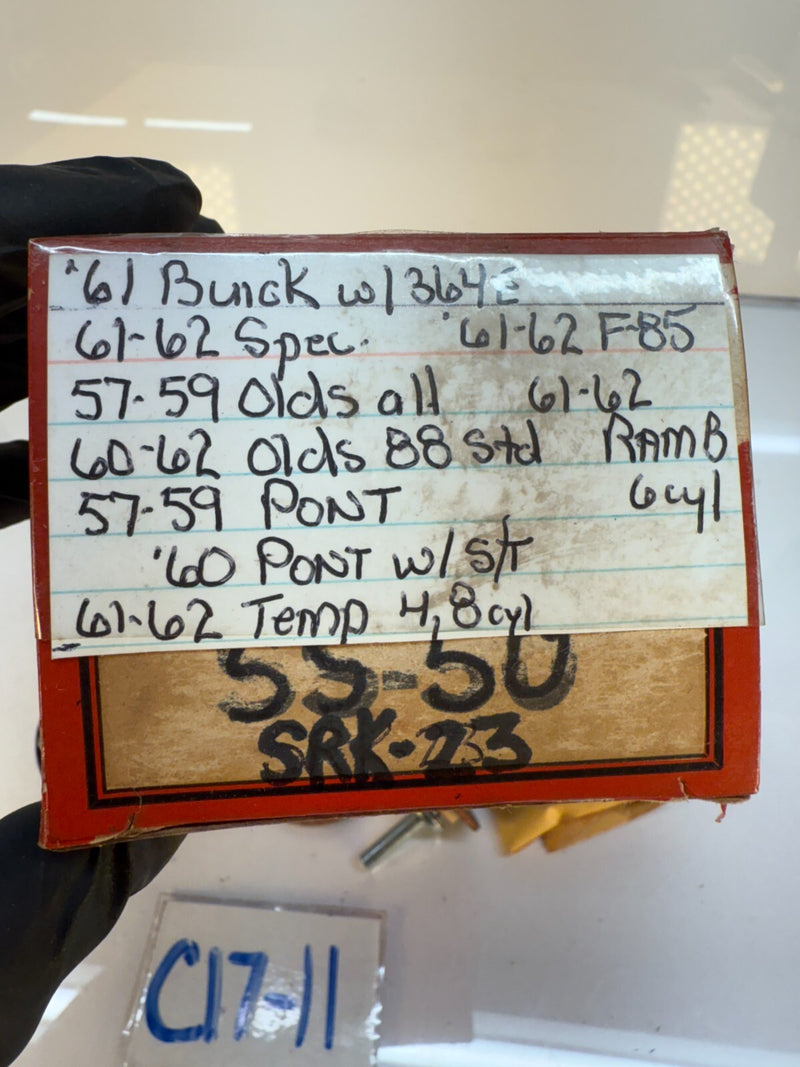 '61 Buick w/364E
61-62 Spec. '61-62 F-85
57-59 Olds all 61-62
60-62 Olds 88 Std RAMB
57-59 PONT 6cyl
'60 PONT w/ S/T
61-62 Temp 4,8cyl
SS-50
SRK-23
C17-11